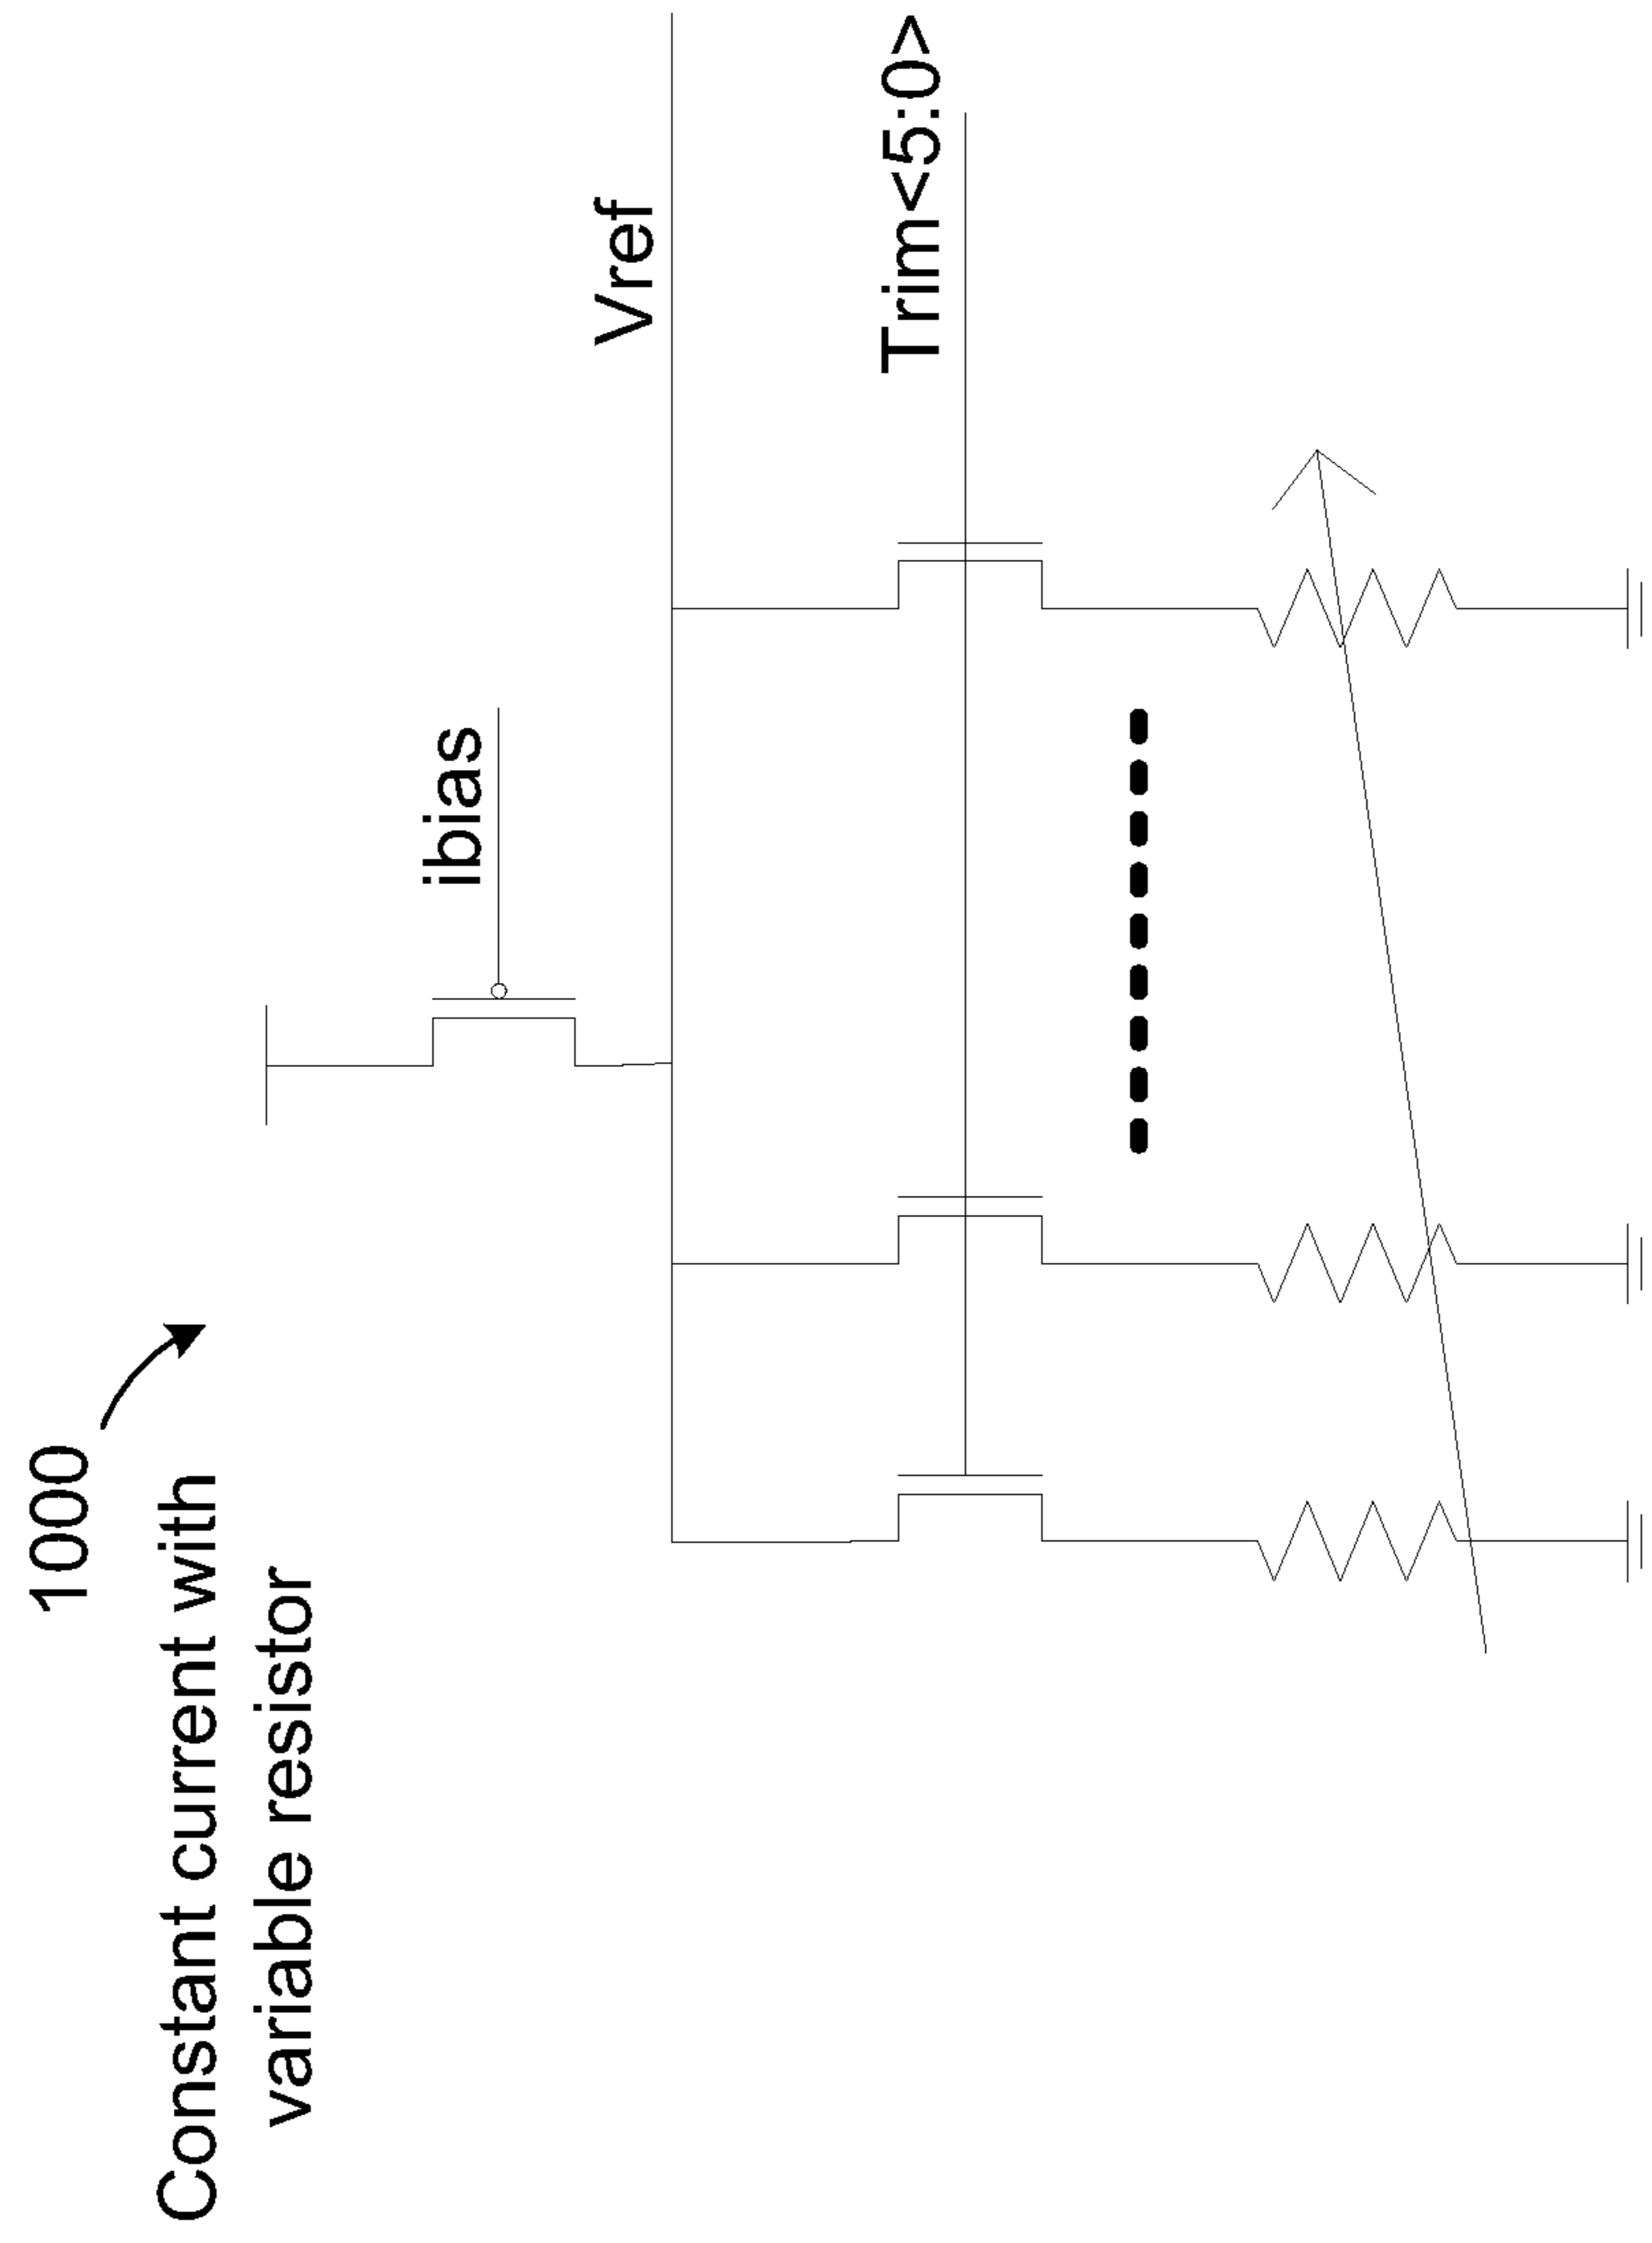 1000
Constant current with
variable resistor
ibias
Vref
Trim<5:0>